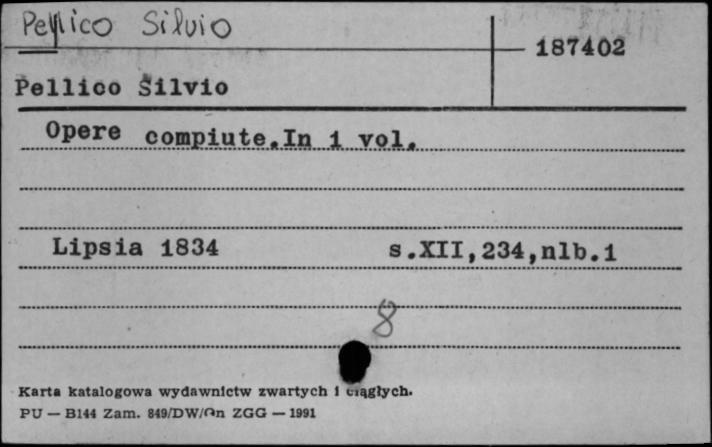 Pellico Silvio
187402
Pellico Silvio
Opere compiute.In 1 vol.
Lipsia 1834 s.XII,234,nlb.1
8
Karta katalogowa wydawnictw zwartych i ciągłych.
PU — B144 Zam. 849/DW/On ZGG — 1991